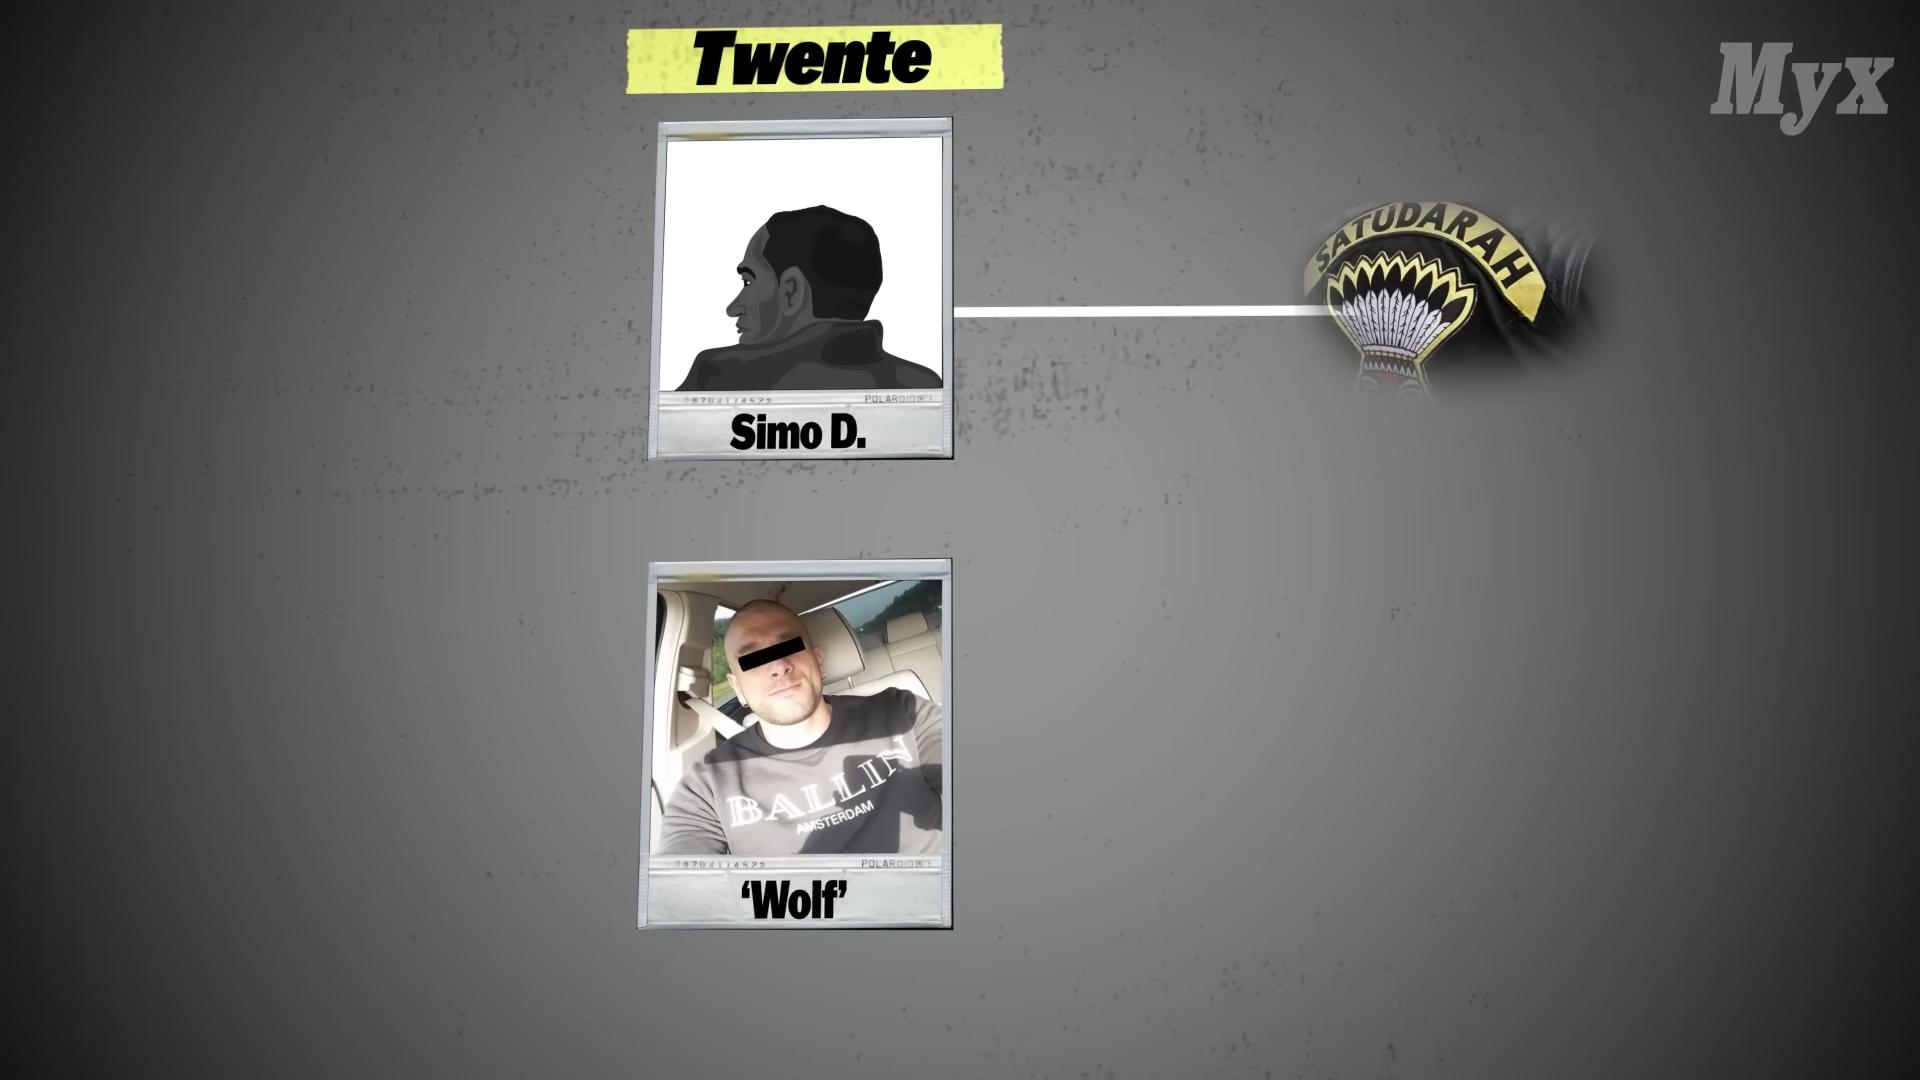 Twente
Myx
SATUDARAH
POLAROID
Simo D.
BALLIN
AMSTERDAM
POLAROID
‘Wolf’